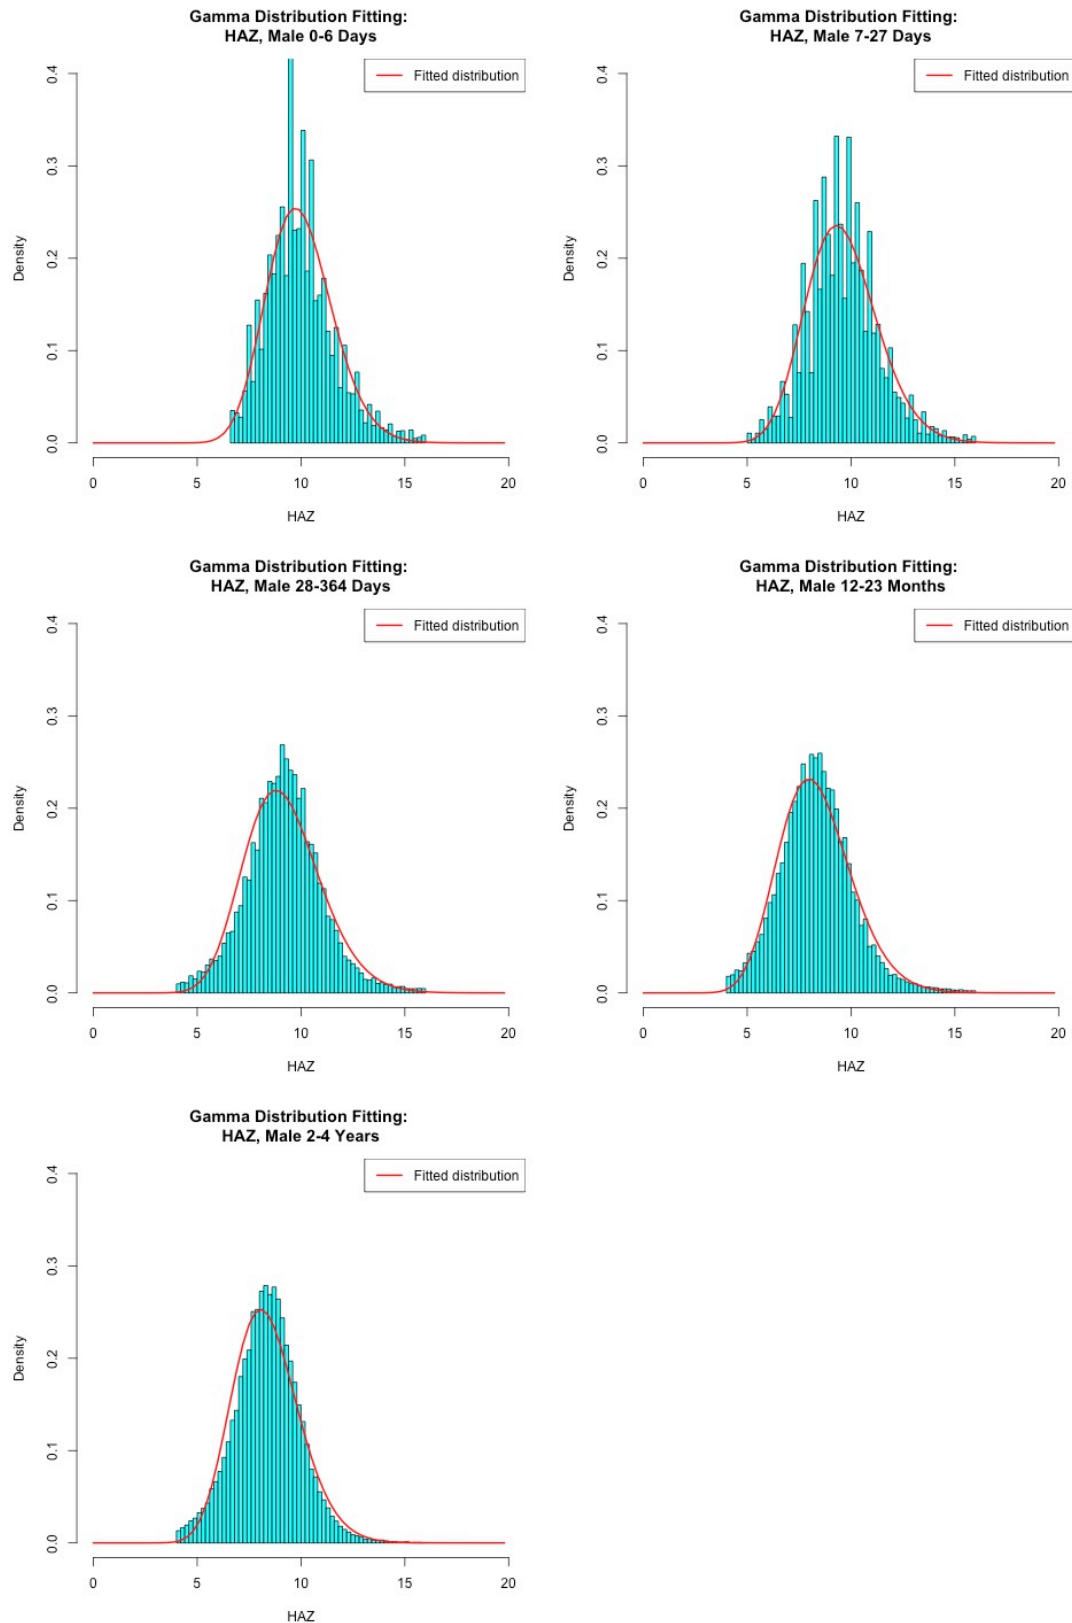 Gamma Distribution Fitting:
HAZ, Male 0-6 Days
Fitted distribution
Density
0.0
0.1
0.2
0.3
0.4
0
5
10
15
20
HAZ
Gamma Distribution Fitting:
HAZ, Male 7-27 Days
Fitted distribution
Density
0.0
0.1
0.2
0.3
0.4
0
5
10
15
20
HAZ
Gamma Distribution Fitting:
HAZ, Male 28-364 Days
Fitted distribution
Density
0.0
0.1
0.2
0.3
0.4
0
5
10
15
20
HAZ
Gamma Distribution Fitting:
HAZ, Male 12-23 Months
Fitted distribution
Density
0.0
0.1
0.2
0.3
0.4
0
5
10
15
20
HAZ
Gamma Distribution Fitting:
HAZ, Male 2-4 Years
Fitted distribution
Density
0.0
0.1
0.2
0.3
0.4
0
5
10
15
20
HAZ